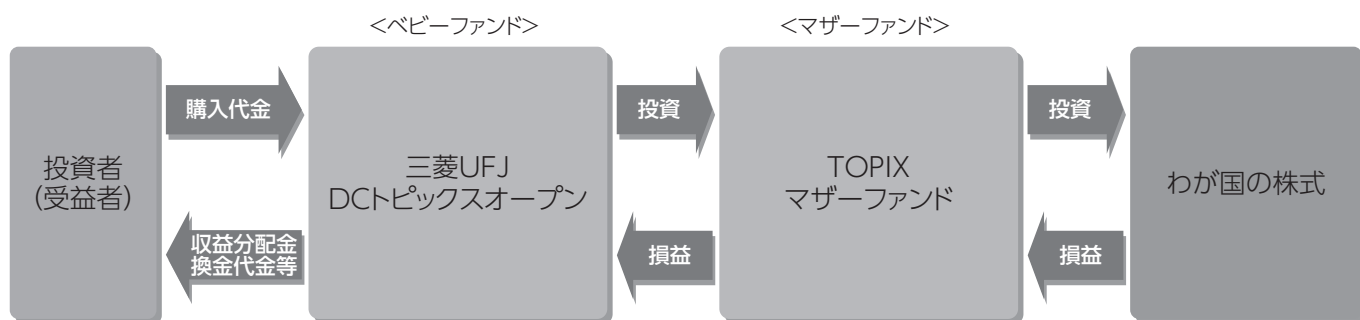 <ベビーファンド>
<マザーファンド>
投資者
(受益者)
購入代金
収益分配金
換金代金等
三菱UFJ
DCトピックスオープン
投資
損益
TOPIX
マザーファンド
投資
損益
わが国の株式